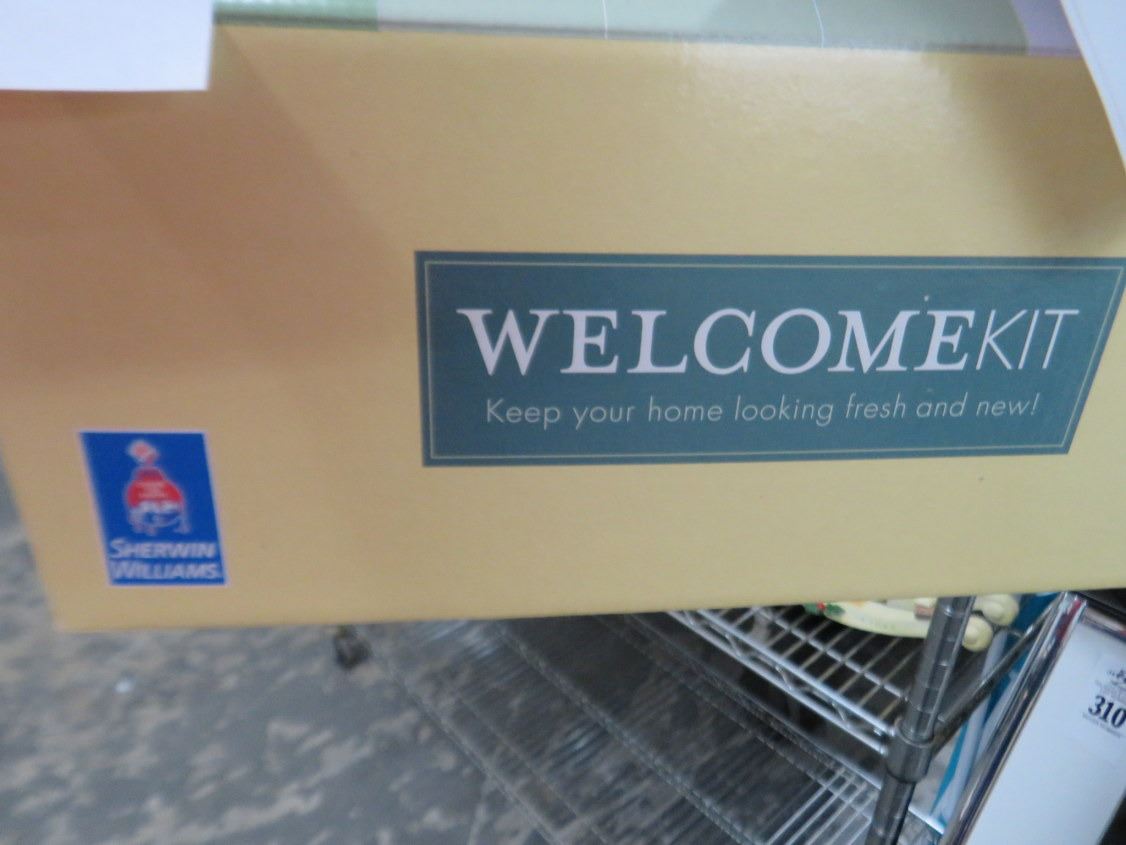 WELCOMEKIT
Keep your home looking fresh and new!
SHERWIN
WILLIAMS
310